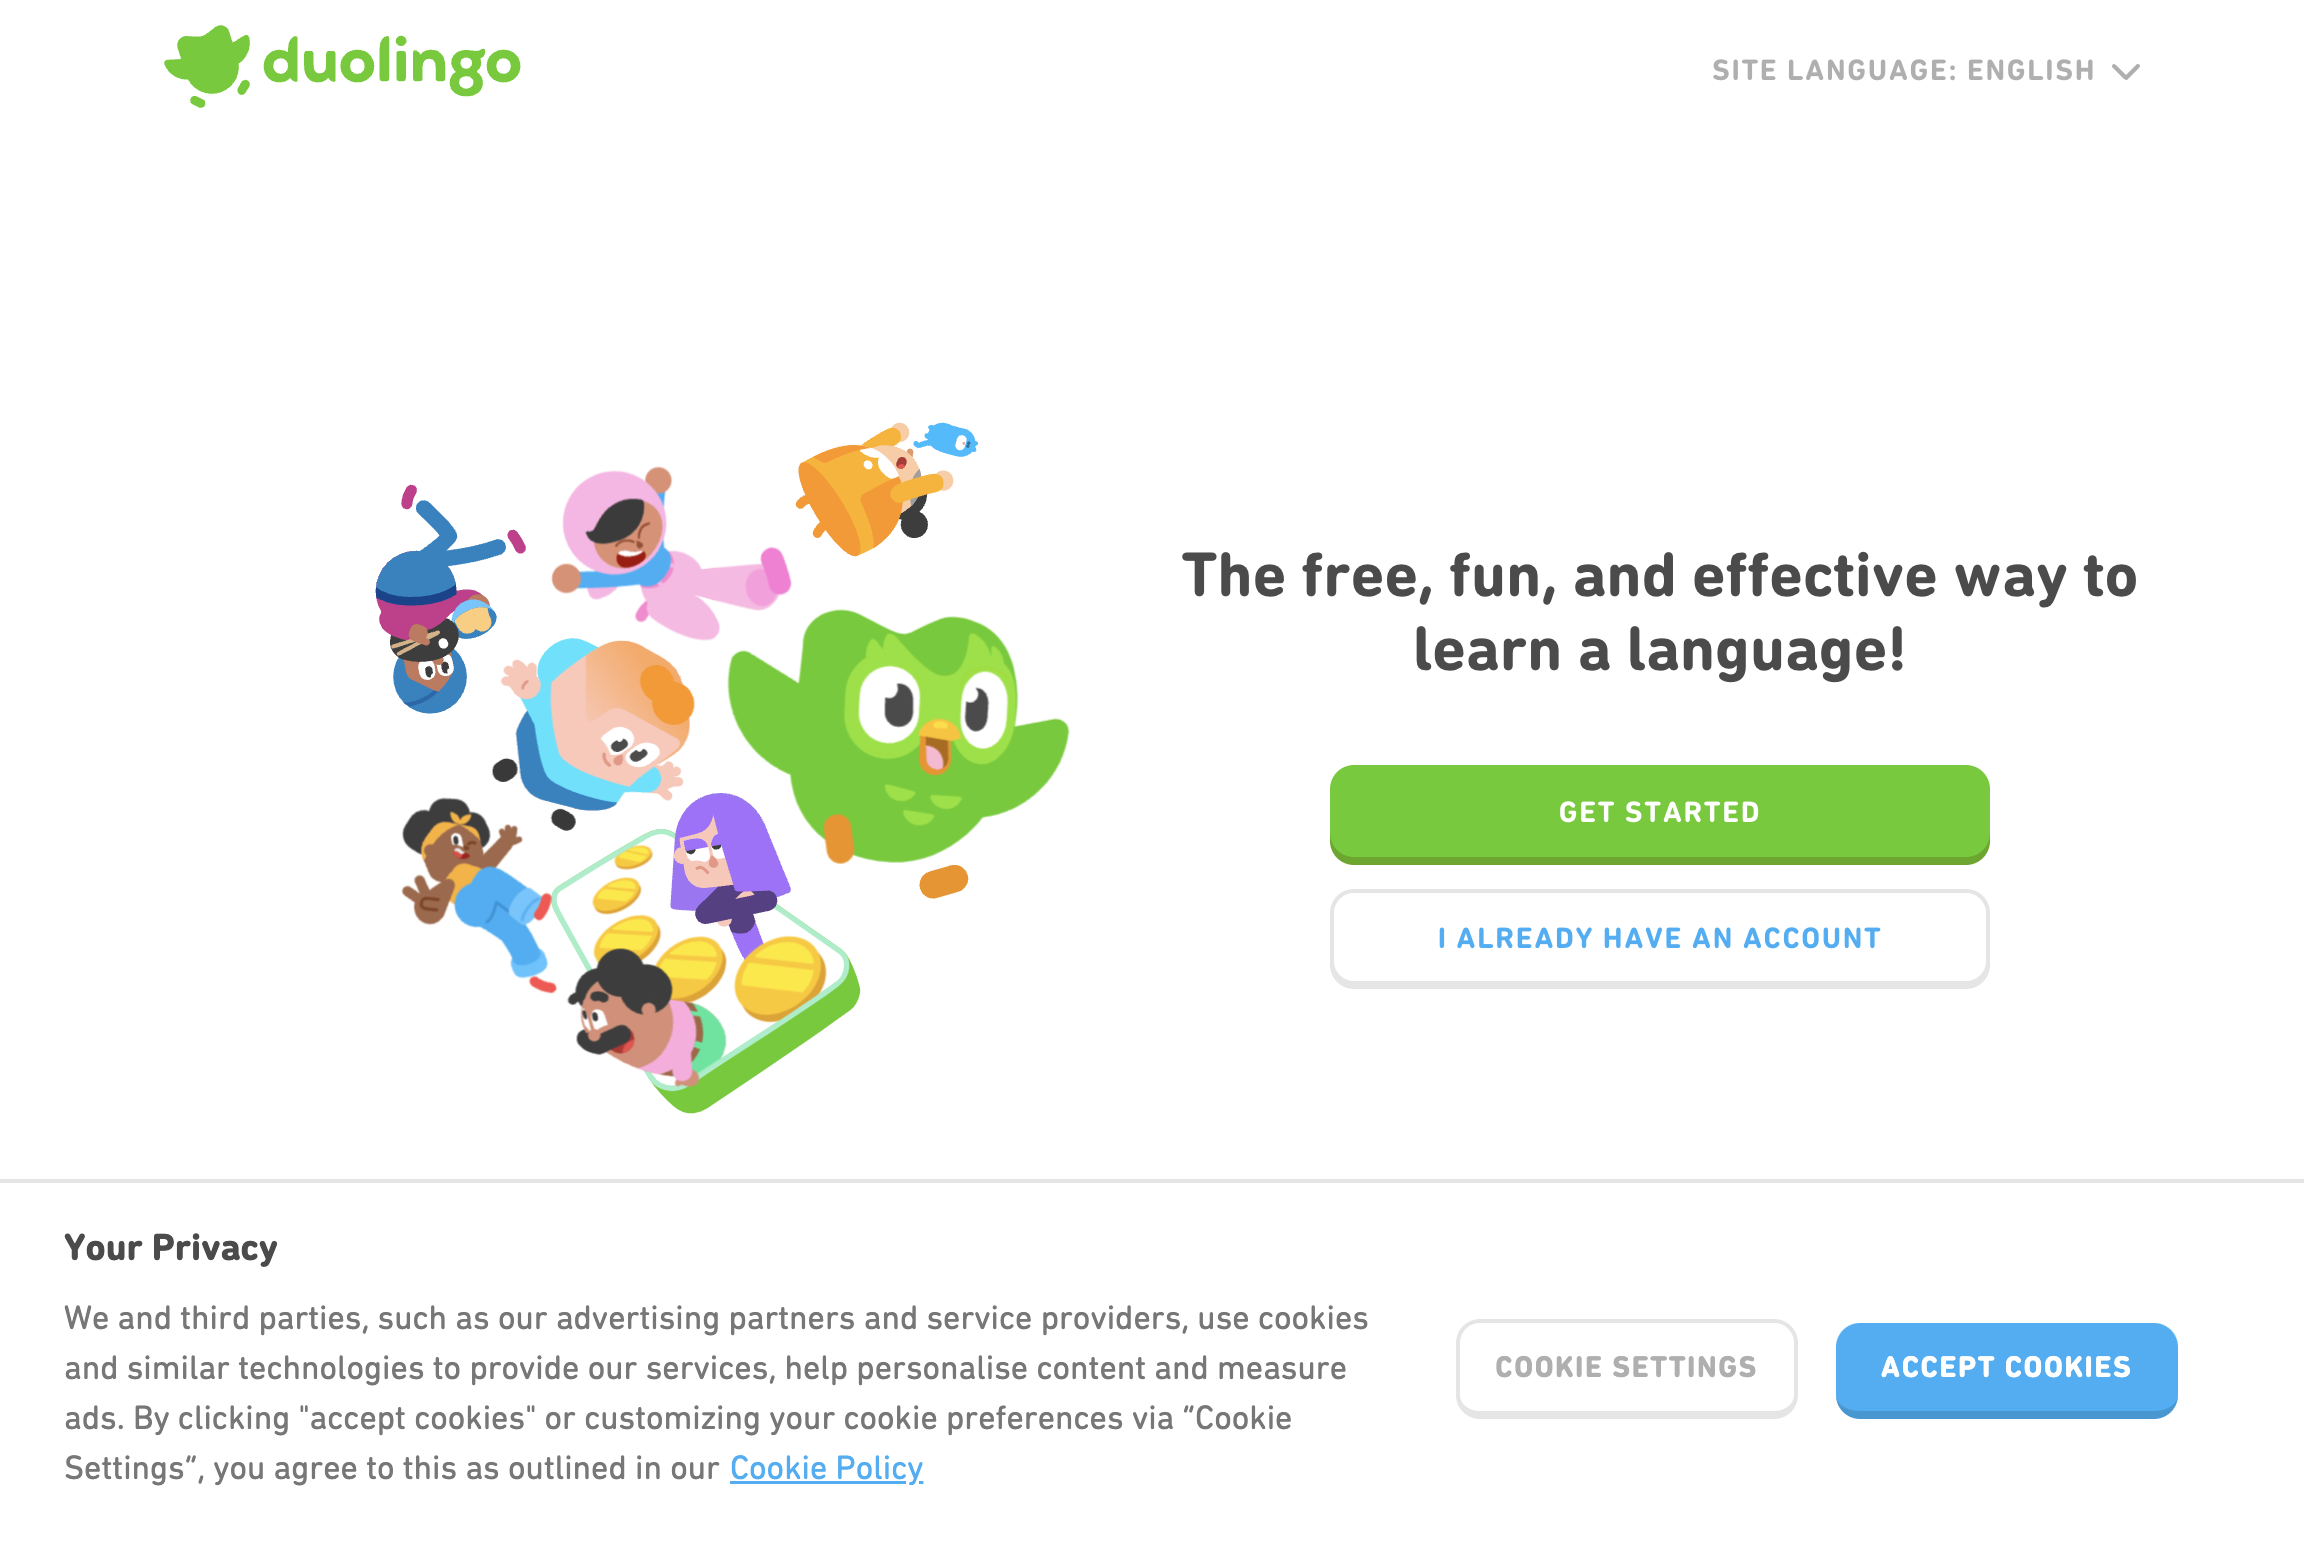 duolingo
SITE LANGUAGE: ENGLISH
The free, fun, and effective way to
learn a language!
GET STARTED
I ALREADY HAVE AN ACCOUNT
Your Privacy
We and third parties, such as our advertising partners and service providers, use cookies
and similar technologies to provide our services, help personalise content and measure
ads. By clicking "accept cookies" or customizing your cookie preferences via “Cookie
Settings”, you agree to this as outlined in our Cookie Policy
COOKIE SETTINGS
ACCEPT COOKIES